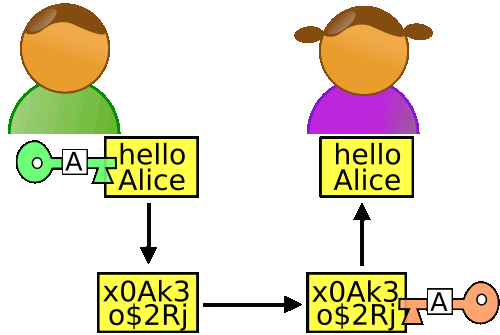 A
hello
Alice
hello
Alice
x0Ak3
o$2Rj
x0Ak3
o$2Rj
A